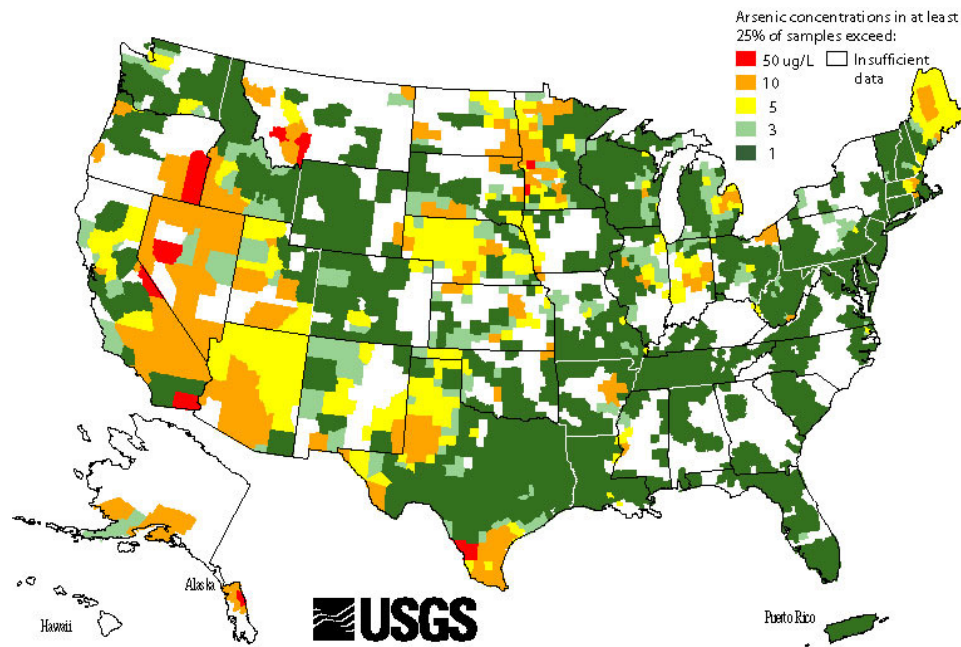 Arsenic concentrations in at least
25% of samples exceed:
50 ug/L Insufficient
data
10
5
3
1
Alaska
Hawaii
USGS
Puerto Rico